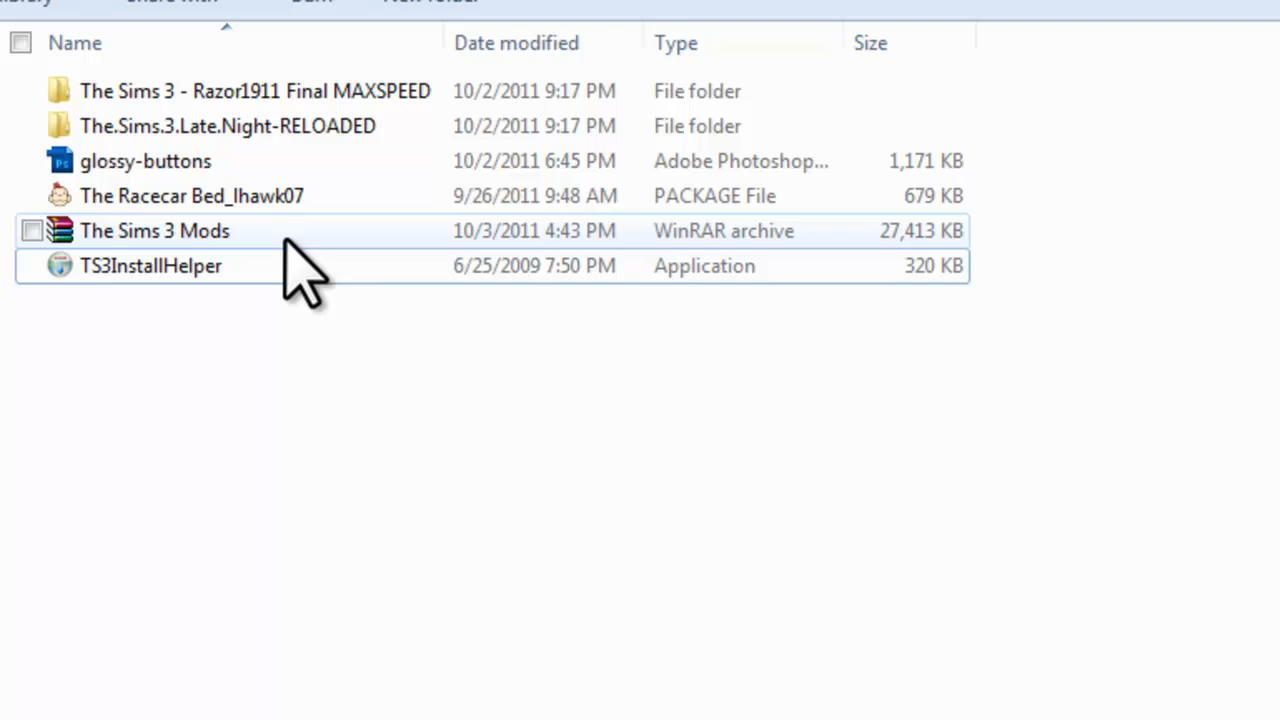 Name Date modified Type Size
The Sims 3 - Razor1911 Final MAXSPEED 10/2/2011 9:17 PM File folder
The.Sims.3.Late.Night-RELOADED 10/2/2011 9:17 PM File folder
glossy-buttons 10/2/2011 6:45 PM Adobe Photoshop... 1,171 KB
The Racecar Bed_lhawk07 9/26/2011 9:48 AM PACKAGE File 679 KB
The Sims 3 Mods 10/3/2011 4:43 PM WinRAR archive 27,413 KB
TS3InstallHelper 6/25/2009 7:50 PM Application 320 KB